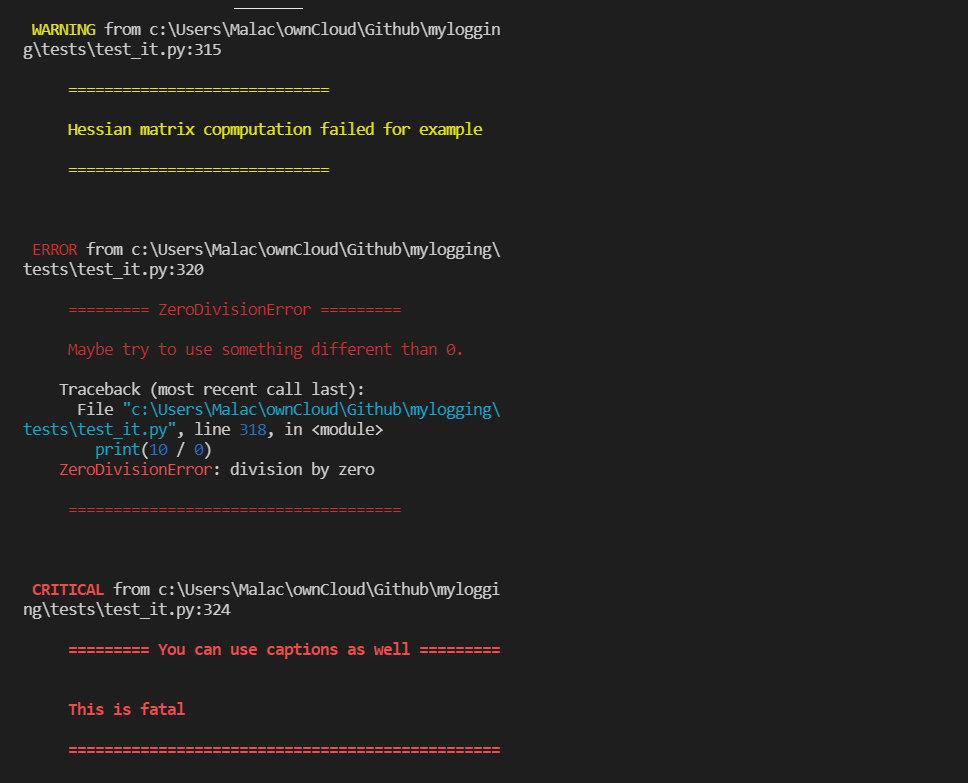 WARNING from c:\Users\Malac\ownCloud\Github\myloggin
g\tests\test_it.py:315
=============================
Hessian matrix copmputation failed for example
=============================
ERROR from c:\Users\Malac\ownCloud\Github\mylogging\
tests\test_it.py:320
========= ZeroDivisionError =========
Maybe try to use something different than 0.
Traceback (most recent call last):
File "c:\Users\Malac\ownCloud\Github\mylogging\
tests\test_it.py", line 318, in <module>
print(10 / 0)
ZeroDivisionError: division by zero
=====================================
CRITICAL from c:\Users\Malac\ownCloud\Github\myloggi
ng\tests\test_it.py:324
========= You can use captions as well =========
This is fatal
================================================